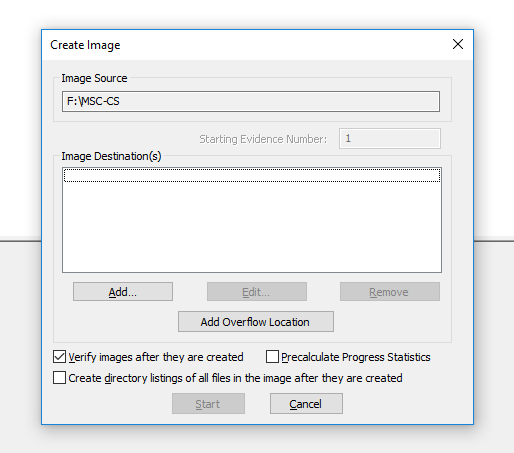 Create Image
Image Source
F:\MSC-CS
Starting Evidence Number: 1
Image Destination(s)
Add... Edit... Remove
Add Overflow Location
Verify images after they are created Precalculate Progress Statistics
Create directory listings of all files in the image after they are created
Start Cancel